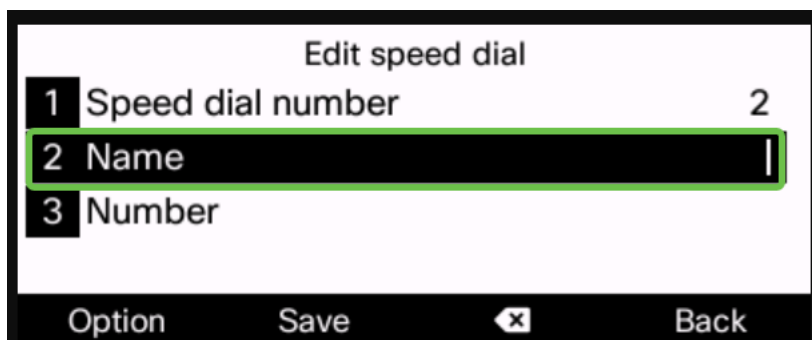 Edit speed dial
1 Speed dial number 2
2 Name
3 Number
Option Save Back